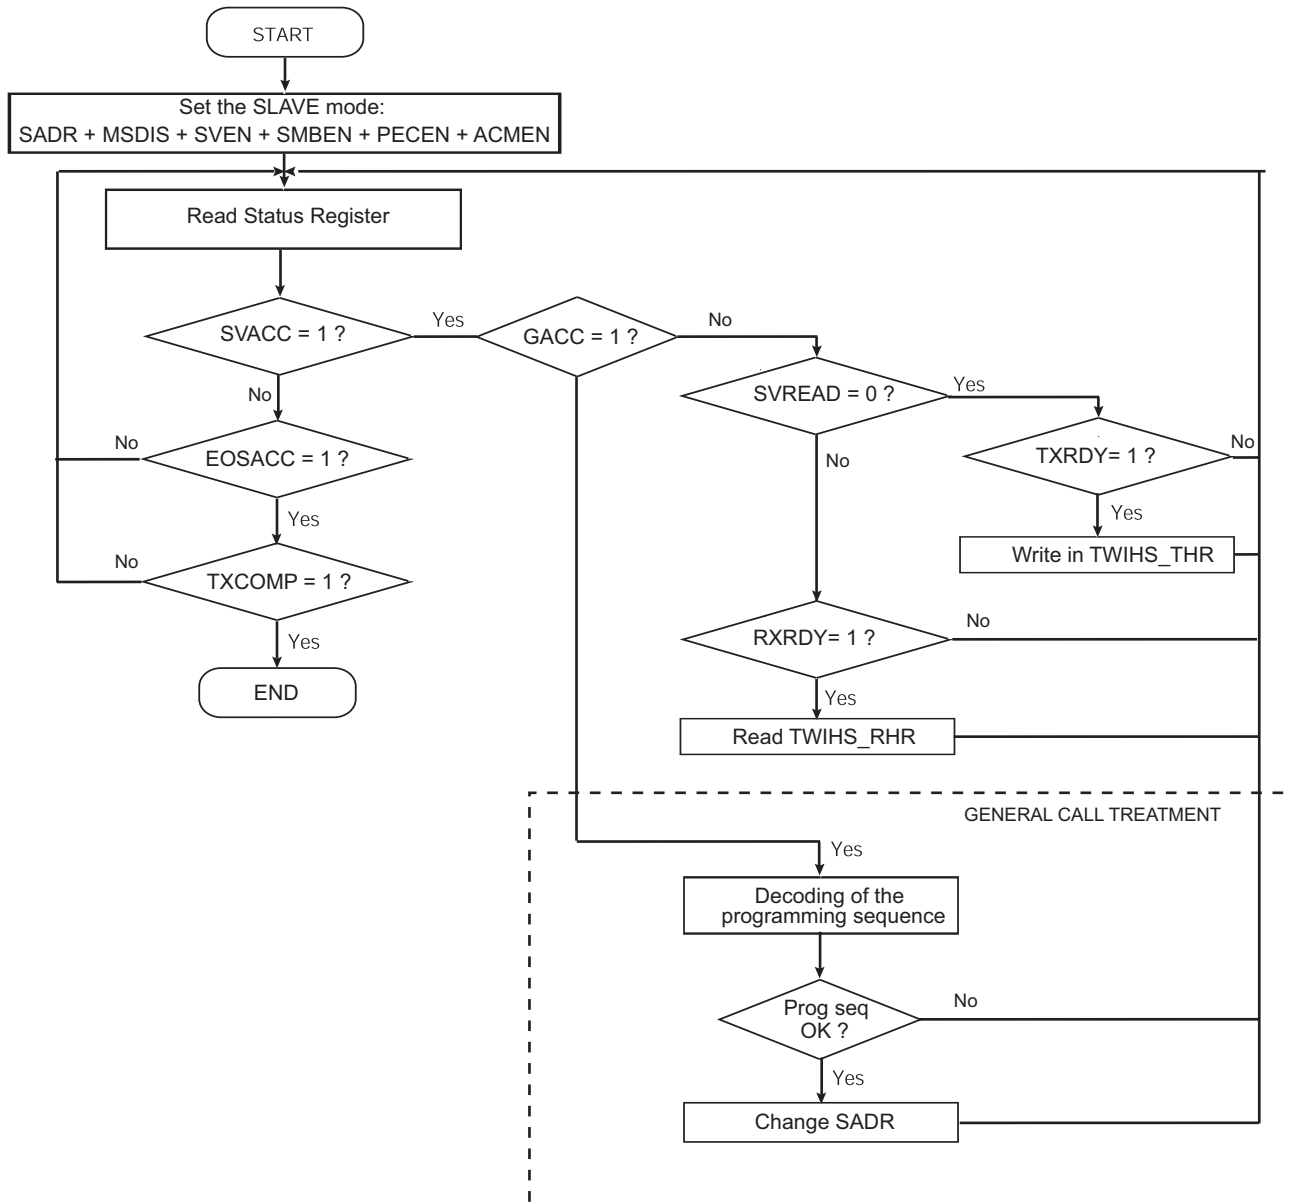 START
Set the SLAVE mode:
SADR + MSDIS + SVEN + SMBEN + PECEN + ACMEN
Read Status Register
SVACC = 1 ?
Yes
GACC = 1 ?
No
No
SVREAD = 0 ?
Yes
No
EOSACC = 1 ?
No
TXRDY= 1 ?
No
Yes
Yes
Write in TWIHS_THR
No
TXCOMP = 1 ?
Yes
RXRDY= 1 ?
No
END
Yes
Read TWIHS_RHR
GENERAL CALL TREATMENT
Yes
Decoding of the
programming sequence
Prog seq
OK ?
No
Yes
Change SADR